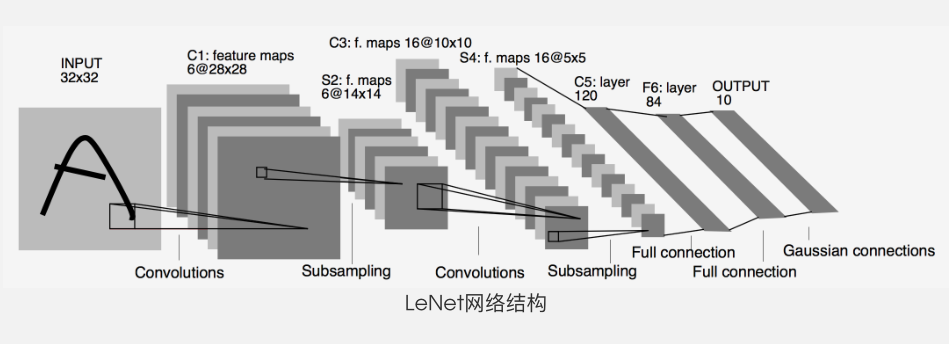 INPUT
32x32
C1: feature maps
6@28x28
S2: f. maps
6@14x14
C3: f. maps 16@10x10
S4: f. maps 16@5x5
C5: layer
120
F6: layer
84
OUTPUT
10
Convolutions
Subsampling
Convolutions
Subsampling
Full connection
Full connection
Gaussian connections
LeNet网络结构